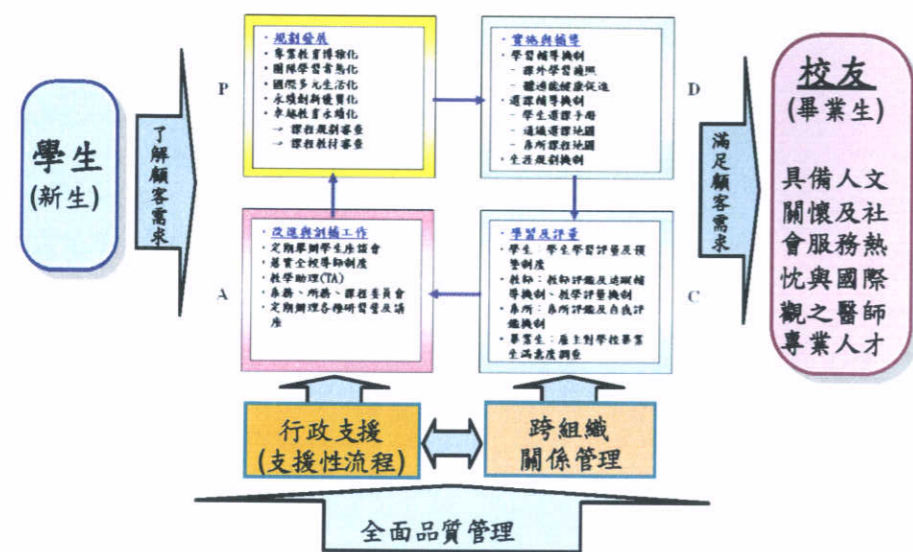 學生
(新生)
了解顧客需求
P
· 規劃發展
· 專業教育博雅化
· 團隊學習常態化
· 國際多元生活化
· 永續創新優質化
· 卓越教育永續化
→ 課程規劃審查
→ 課程教材審查
D
· 實施與輔導
· 學習輔導機制
– 課外學習護照
– 體適能健康促進
· 選課輔導機制
– 學生選課手冊
– 通識選課地圖
– 系所課程地圖
· 生涯規劃機制
A
· 改進與創擴工作
· 定期舉辦學生座談會
· 落實全校導師制度
· 教學助理(TA)
· 系務、所務、課程委員會
· 定期辦理各種研習營及講
座
C
· 學習及評量
· 學生：學生學習評量及預
警制度
· 教師：教師評鑑及追蹤輔
導機制、教學評量機制
· 系所：系所評鑑及自我評
鑑機制
· 畢業生：雇主對學校畢業
生滿意度調查
滿足顧客需求
校友
(畢業生)
具備人文
關懷及社
會服務熱
忱與國際
觀之醫師
專業人才
行政支援
(支援性流程)
跨組織
關係管理
全面品質管理